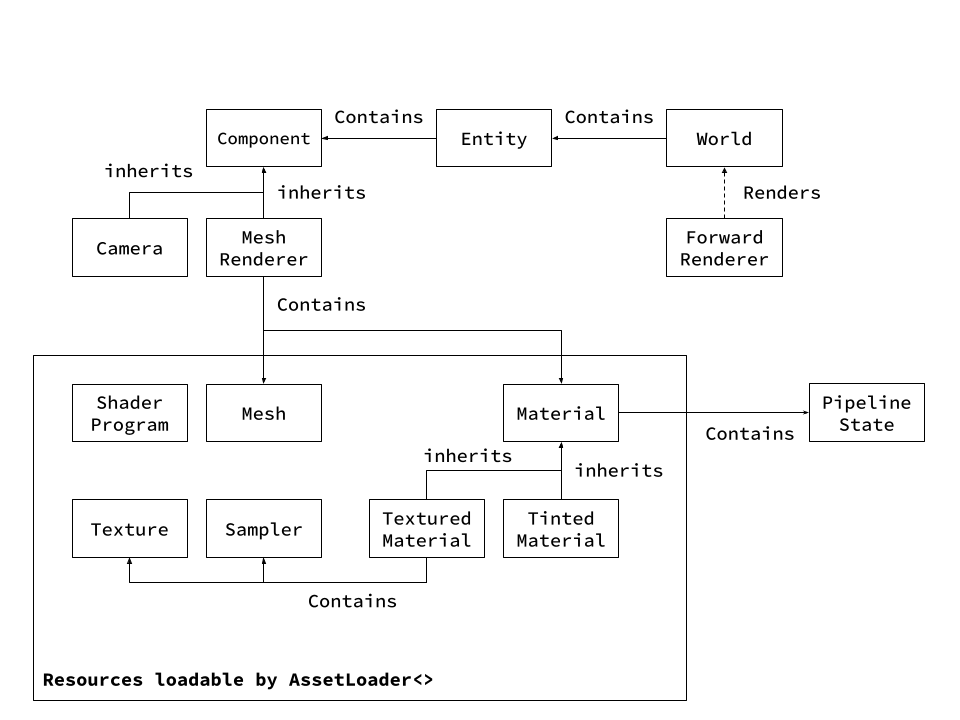 Contains
Contains
Component
Entity
World
inherits
inherits
Renders
Camera
Mesh
Renderer
Forward
Renderer
Contains
Shader
Program
Mesh
Material
Pipeline
State
Contains
inherits
inherits
Texture
Sampler
Textured
Material
Tinted
Material
Contains
Resources loadable by AssetLoader<>